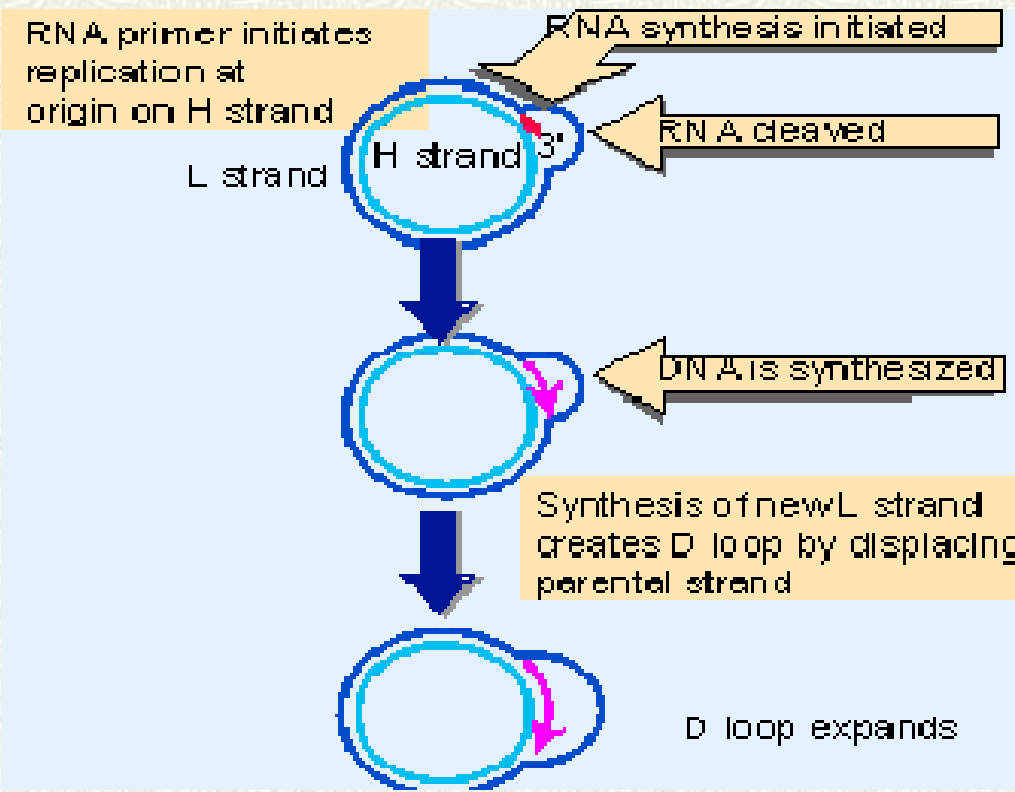 RNA primer initiates
replication at
origin on H strand
RNA synthesis initiated
RNA cleaved
H strand
3'
L strand
DNA is synthesized
Synthesis of new L strand
creates D loop by displacing
parental strand
D loop expands